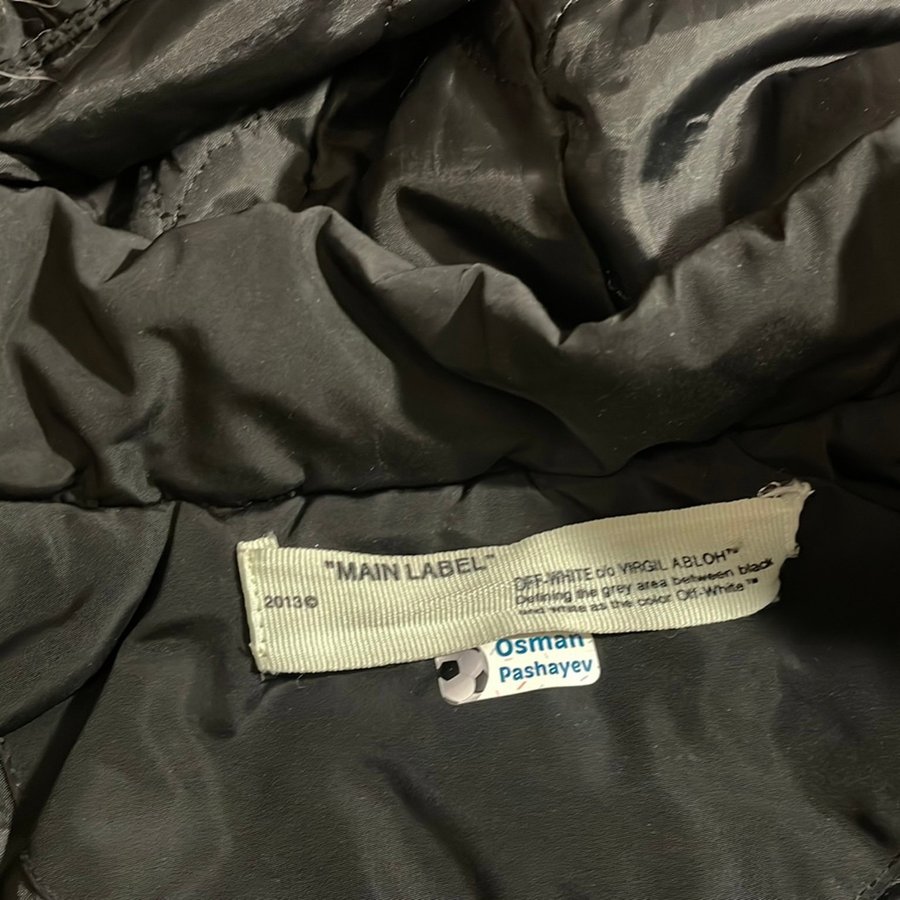 "MAIN LABEL"
2013©
OFF-WHITE c/o VIRGIL ABLOH™
Defining the grey area between black
and white as the color Off-White™
Osman
Pashayev